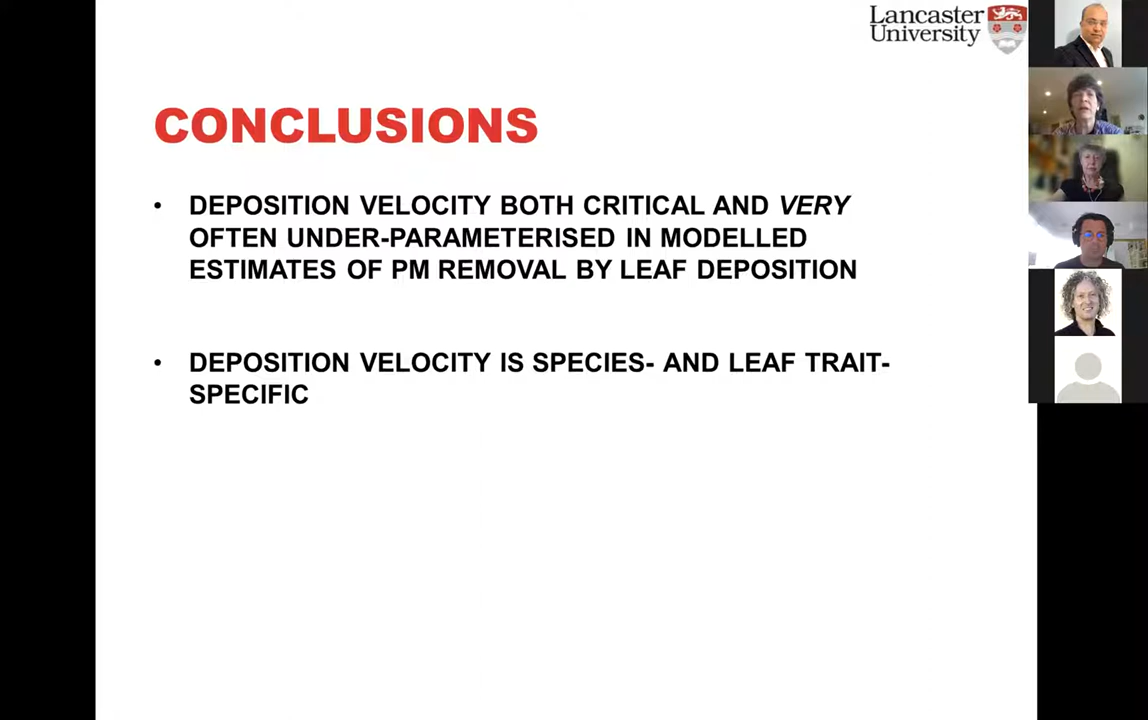 Lancaster
University
CONCLUSIONS
• DEPOSITION VELOCITY BOTH CRITICAL AND VERY
OFTEN UNDER-PARAMETERISED IN MODELLED
ESTIMATES OF PM REMOVAL BY LEAF DEPOSITION
• DEPOSITION VELOCITY IS SPECIES- AND LEAF TRAIT-
SPECIFIC